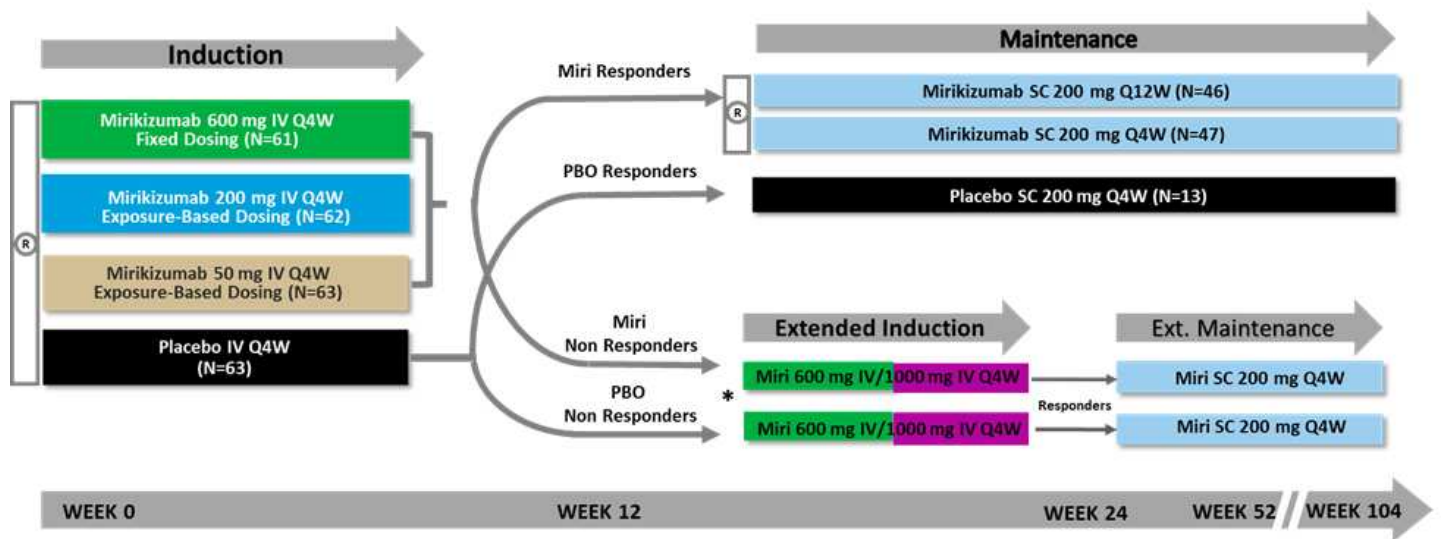 Induction
R
Mirikizumab 600 mg IV Q4W
Fixed Dosing (N=61)
Mirikizumab 200 mg IV Q4W
Exposure-Based Dosing (N=62)
Mirikizumab 50 mg IV Q4W
Exposure-Based Dosing (N=63)
Placebo IV Q4W
(N=63)
Miri Responders
PBO Responders
Miri
Non Responders
PBO
Non Responders
Maintenance
R
Mirikizumab SC 200 mg Q12W (N=46)
Mirikizumab SC 200 mg Q4W (N=47)
Placebo SC 200 mg Q4W (N=13)
Extended Induction
*
Miri 600 mg IV/1000 mg IV Q4W
Miri 600 mg IV/1000 mg IV Q4W
Responders
Ext. Maintenance
Miri SC 200 mg Q4W
Miri SC 200 mg Q4W
WEEK 0 WEEK 12 WEEK 24 WEEK 52 WEEK 104